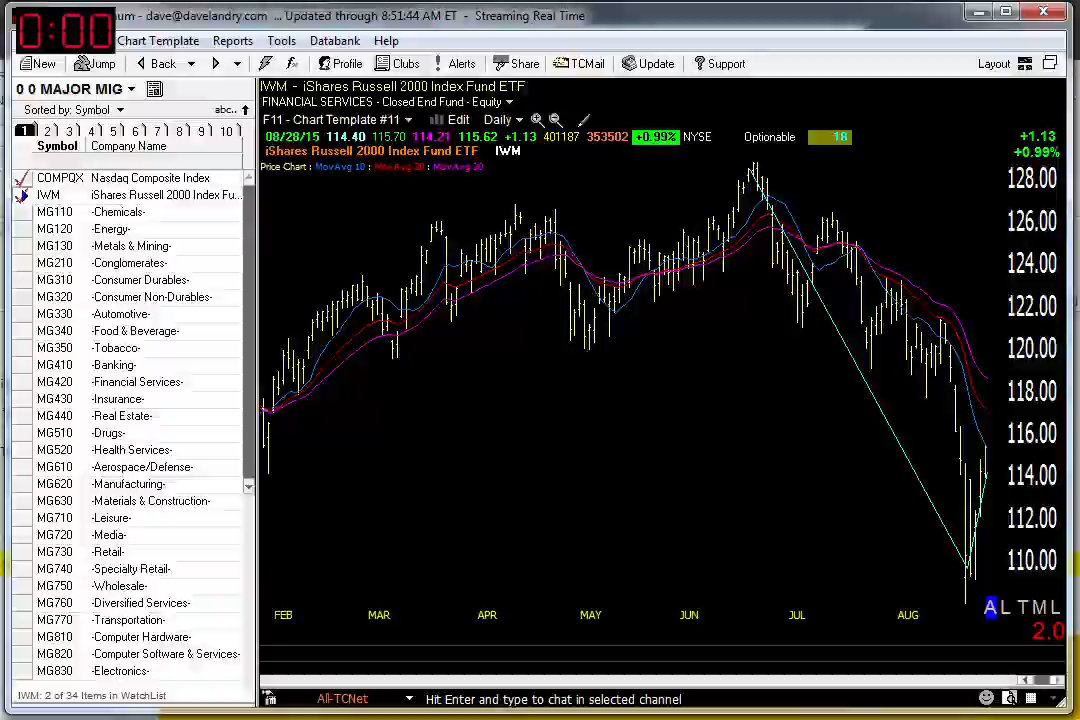 0:00
um - dave@davelandry.com ... Updated through 8:51:44 AM ET - Streaming Real Time
Chart Template Reports Tools Databank Help
New Jump Back Profile Clubs Alerts Share TCMail Update Support Layout
0 0 MAJOR MIG
Sorted by: Symbol abc..
1 2 3 4 5 6 7 8 9 10
Symbol Company Name
COMPQX Nasdaq Composite Index
IWM iShares Russell 2000 Index Fu...
MG110 -Chemicals-
MG120 -Energy-
MG130 -Metals & Mining-
MG210 -Conglomerates-
MG310 -Consumer Durables-
MG320 -Consumer Non-Durables-
MG330 -Automotive-
MG340 -Food & Beverage-
MG350 -Tobacco-
MG410 -Banking-
MG420 -Financial Services-
MG430 -Insurance-
MG440 -Real Estate-
MG510 -Drugs-
MG520 -Health Services-
MG610 -Aerospace/Defense-
MG620 -Manufacturing-
MG630 -Materials & Construction-
MG710 -Leisure-
MG720 -Media-
MG730 -Retail-
MG740 -Specialty Retail-
MG750 -Wholesale-
MG760 -Diversified Services-
MG770 -Transportation-
MG810 -Computer Hardware-
MG820 -Computer Software & Services-
MG830 -Electronics-
IWM: 2 of 34 Items in WatchList
IWM - iShares Russell 2000 Index Fund ETF
FINANCIAL SERVICES - Closed End Fund - Equity
F11 - Chart Template #11 Edit Daily
08/28/15 114.40 115.70 114.21 115.62 +1.13 401187 353502 +0.99% NYSE Optionable 18 +1.13
+0.99%
iShares Russell 2000 Index Fund ETF IWM
Price Chart : MovAvg 10 : MovAvg 20 : MovAvg 30
128.00
126.00
124.00
122.00
120.00
118.00
116.00
114.00
112.00
110.00
A L T M L
FEB MAR APR MAY JUN JUL AUG
2.0
All-TCNet Hit Enter and type to chat in selected channel